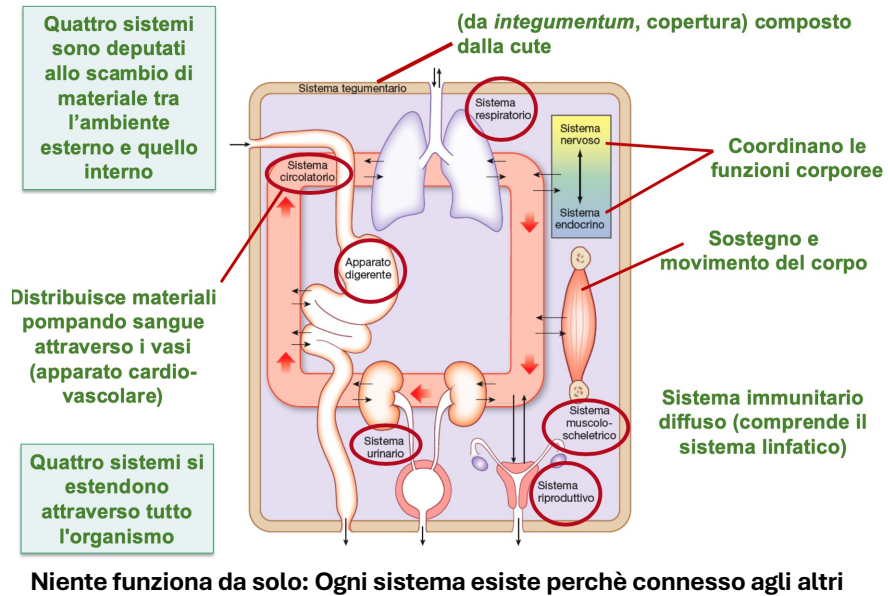 Quattro sistemi
sono deputati
allo scambio di
materiale tra
l'ambiente
esterno e quello
interno
(da integumentum, copertura) composto
dalla cute
Sistema tegumentario
Sistema
respiratorio
Sistema
nervoso
Sistema
endocrino
Coordinano le
funzioni corporee
Sistema
circolatorio
Apparato
digerente
Sostegno e
movimento del corpo
Distribuisce materiali
pompando sangue
attraverso i vasi
(apparato cardio-
vascolare)
Sistema
muscolo-
scheletrico
Sistema immunitario
diffuso (comprende il
sistema linfatico)
Sistema
urinario
Sistema
riproduttivo
Quattro sistemi si
estendono
attraverso tutto
l'organismo
Niente funziona da solo: Ogni sistema esiste perchè connesso agli altri